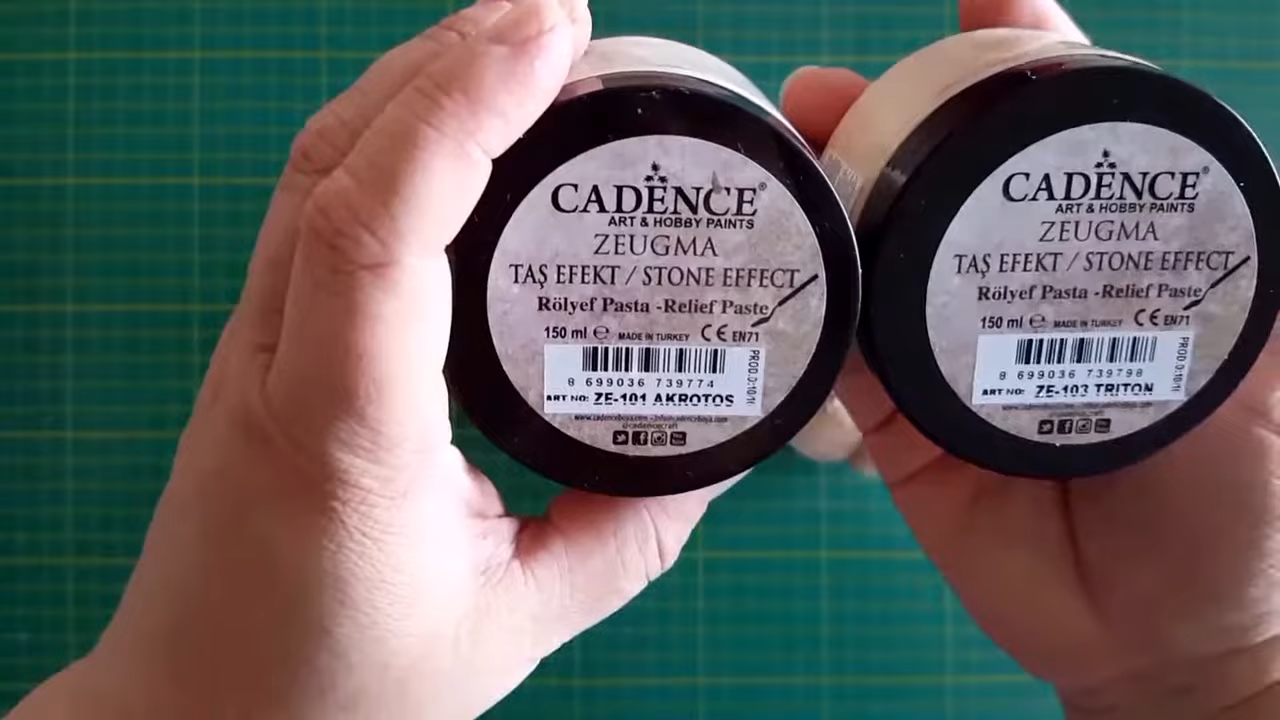 CADENCE®
ART & HOBBY PAINTS
ZEUGMA
TAŞ EFEKT / STONE EFFECT
Rölyef Pasta -Relief Paste
150 ml ℮ MADE IN TURKEY CE EN71
8 699036 739774
ART NO: ZE-101 AKROTOS
@cadencecraft
CADENCE®
ART & HOBBY PAINTS
ZEUGMA
TAŞ EFEKT / STONE EFFECT
Rölyef Pasta -Relief Paste
150 ml ℮ MADE IN TURKEY CE EN71
8 699036 739798
ART NO: ZE-103 TRITON